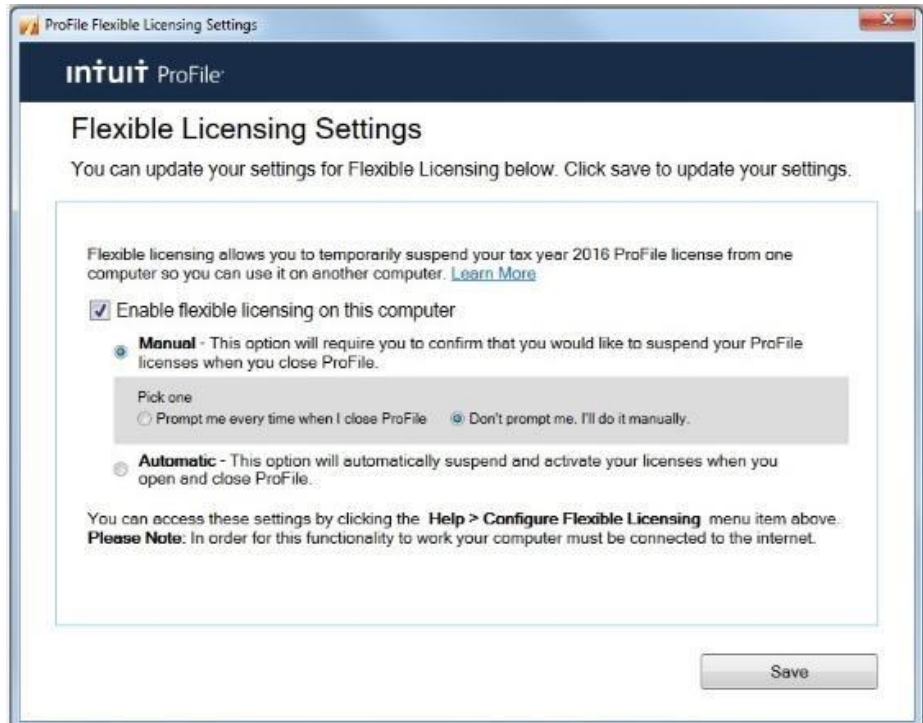 ProFile Flexible Licensing Settings
ıntuıt ProFile
Flexible Licensing Settings
You can update your settings for Flexible Licensing below. Click save to update your settings.
Flexible licensing allows you to temporarily suspend your tax year 2016 ProFile license from one
computer so you can use it on another computer. Learn More
Enable flexible licensing on this computer
Manual - This option will require you to confirm that you would like to suspend your ProFile
licenses when you close ProFile.
Pick one
Prompt me every time when I close ProFile Don't prompt me. I'll do it manually.
Automatic - This option will automatically suspend and activate your licenses when you
open and close ProFile.
You can access these settings by clicking the Help > Configure Flexible Licensing menu item above.
Please Note: In order for this functionality to work your computer must be connected to the internet.
Save